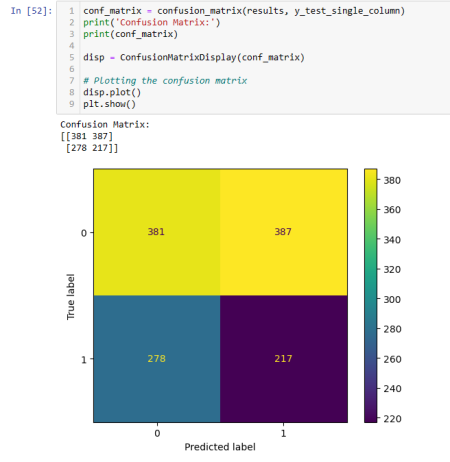 In [52]:
1 conf_matrix = confusion_matrix(results, y_test_single_column)
2 print('Confusion Matrix:')
3 print(conf_matrix)
4
5 disp = ConfusionMatrixDisplay(conf_matrix)
6
7 # Plotting the confusion matrix
8 disp.plot()
9 plt.show()
Confusion Matrix:
[[381 387]
[278 217]]
0
381
387
1
278
217
True label
0
1
Predicted label
380
360
340
320
300
280
260
240
220